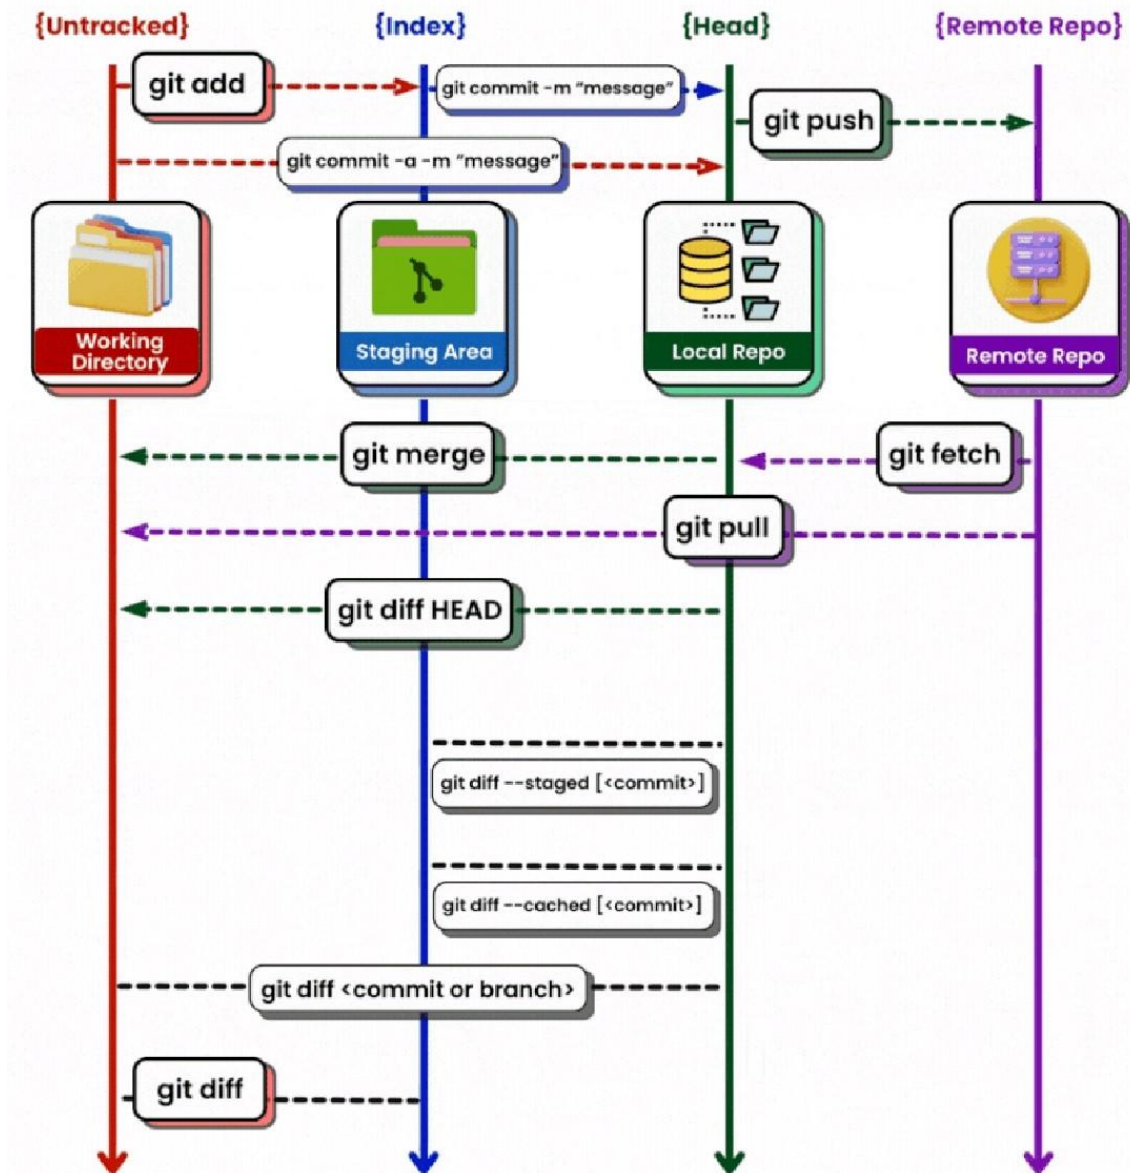 {Untracked}
{Index}
{Head}
{Remote Repo}
git add
git commit -m "message"
git push
git commit -a -m "message"
Working
Directory
Staging Area
Local Repo
Remote Repo
git merge
git fetch
git pull
git diff HEAD
git diff --staged [<commit>]
git diff --cached [<commit>]
git diff <commit or branch>
git diff